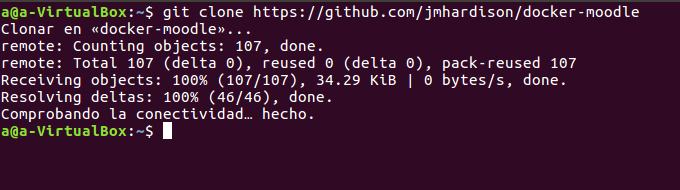 a@a-VirtualBox:~$ git clone https://github.com/jmhardison/docker-moodle
Clonar en «docker-moodle»...
remote: Counting objects: 107, done.
remote: Total 107 (delta 0), reused 0 (delta 0), pack-reused 107
Receiving objects: 100% (107/107), 34.29 KiB | 0 bytes/s, done.
Resolving deltas: 100% (46/46), done.
Comprobando la conectividad… hecho.
a@a-VirtualBox:~$